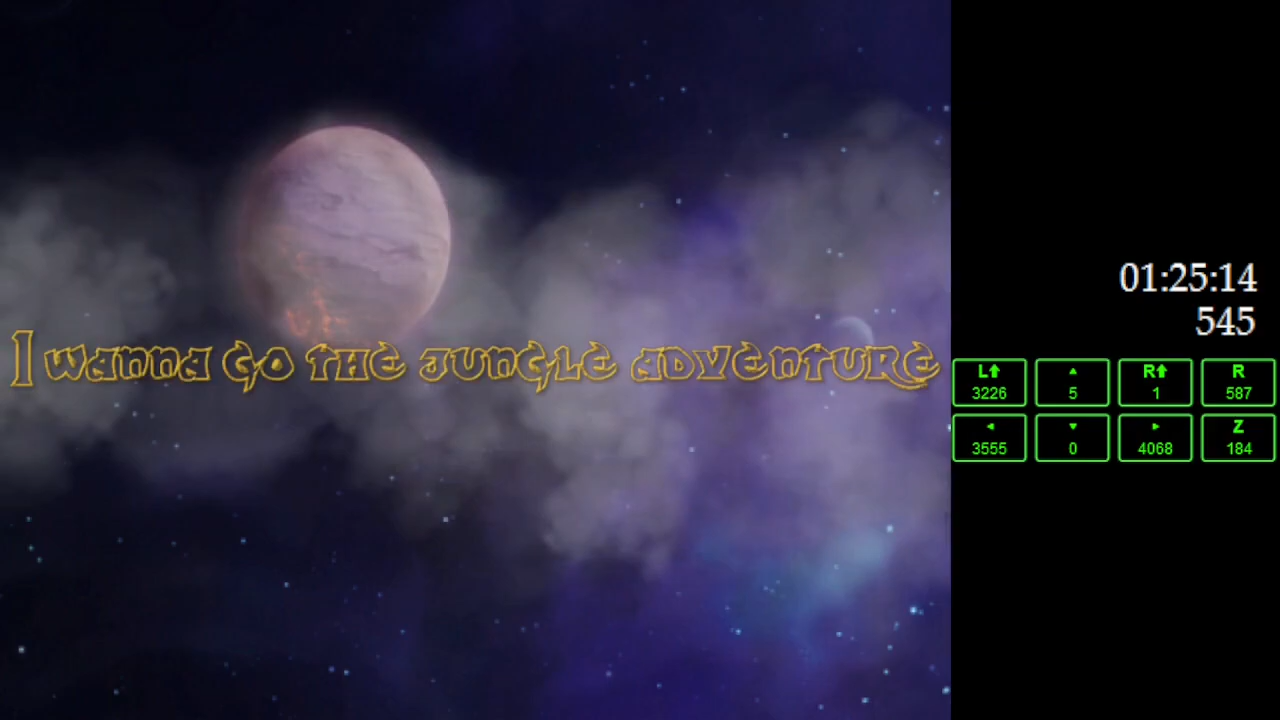 I wanna go the jungle adventure
01:25:14
545
L⬆ ▲ R⬆ R
3226 5 1 587
◄ ▼ ► Z
3555 0 4068 184